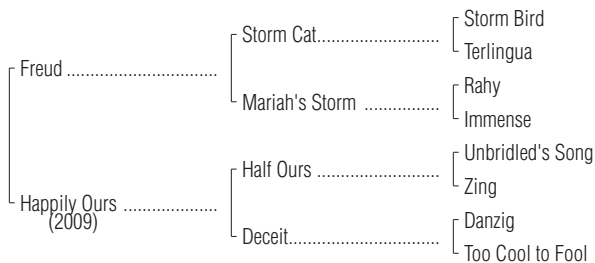 Storm Bird
Storm Cat..........................
Terlingua
Freud ................................
Rahy
Mariah's Storm ................
Immense
Unbridled's Song
Half Ours ..........................
Zing
Happily Ours ....................
(2009)
Danzig
Deceit................................
Too Cool to Fool